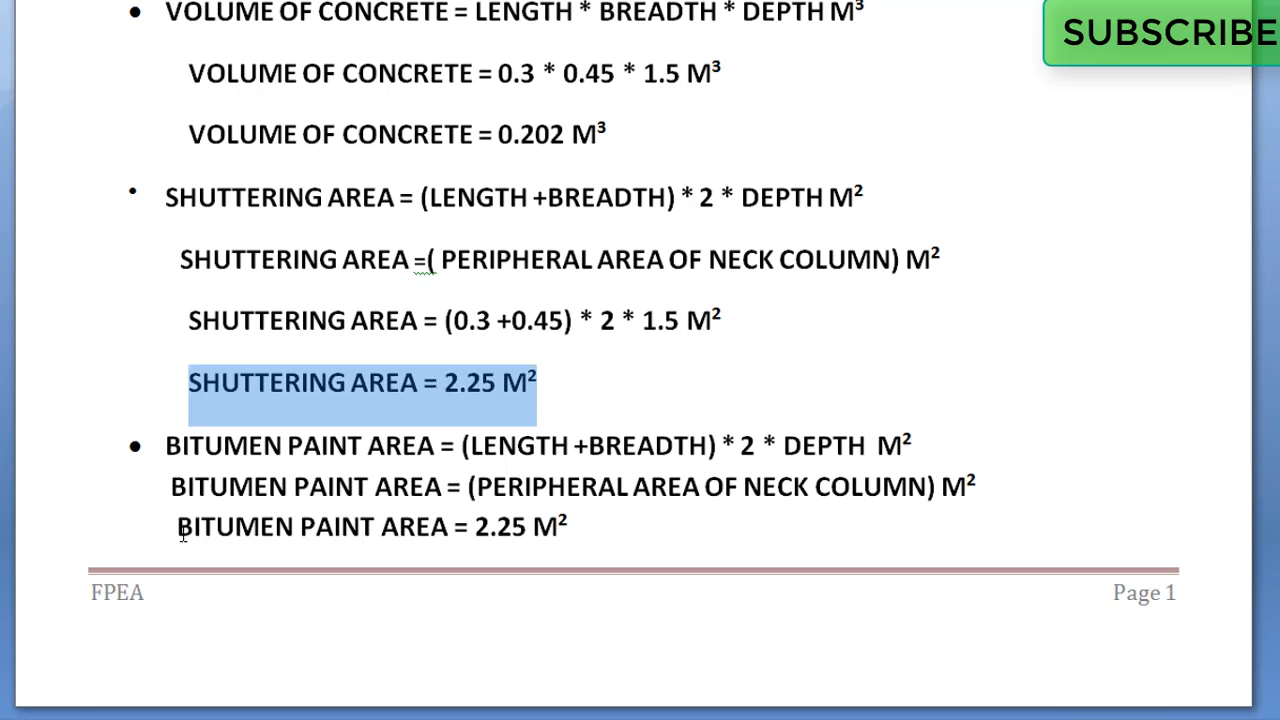 • VOLUME OF CONCRETE = LENGTH * BREADTH * DEPTH M³
SUBSCRIBE
VOLUME OF CONCRETE = 0.3 * 0.45 * 1.5 M³
VOLUME OF CONCRETE = 0.202 M³
• SHUTTERING AREA = (LENGTH +BREADTH) * 2 * DEPTH M²
SHUTTERING AREA =( PERIPHERAL AREA OF NECK COLUMN) M²
SHUTTERING AREA = (0.3 +0.45) * 2 * 1.5 M²
SHUTTERING AREA = 2.25 M²
• BITUMEN PAINT AREA = (LENGTH +BREADTH) * 2 * DEPTH M²
BITUMEN PAINT AREA = (PERIPHERAL AREA OF NECK COLUMN) M²
BITUMEN PAINT AREA = 2.25 M²
FPEA
Page 1